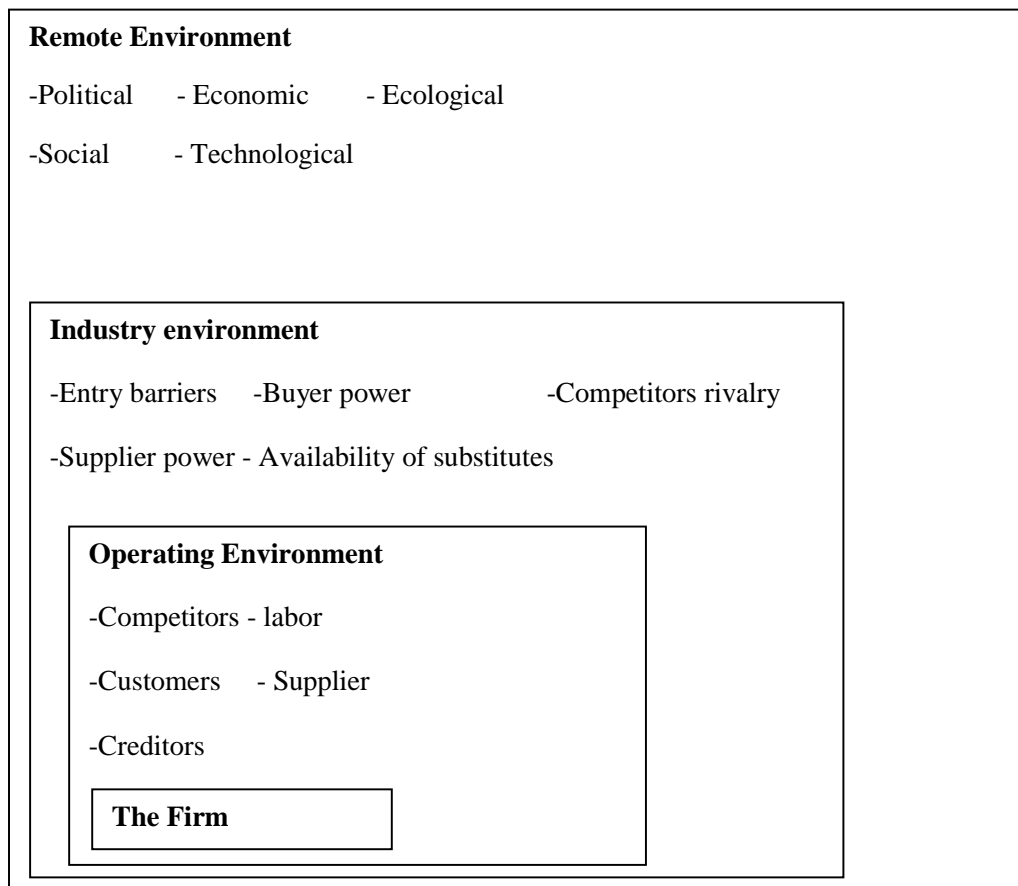 Remote Environment
-Political - Economic - Ecological
-Social - Technological
Industry environment
-Entry barriers -Buyer power -Competitors rivalry
-Supplier power - Availability of substitutes
Operating Environment
-Competitors - labor
-Customers - Supplier
-Creditors
The Firm